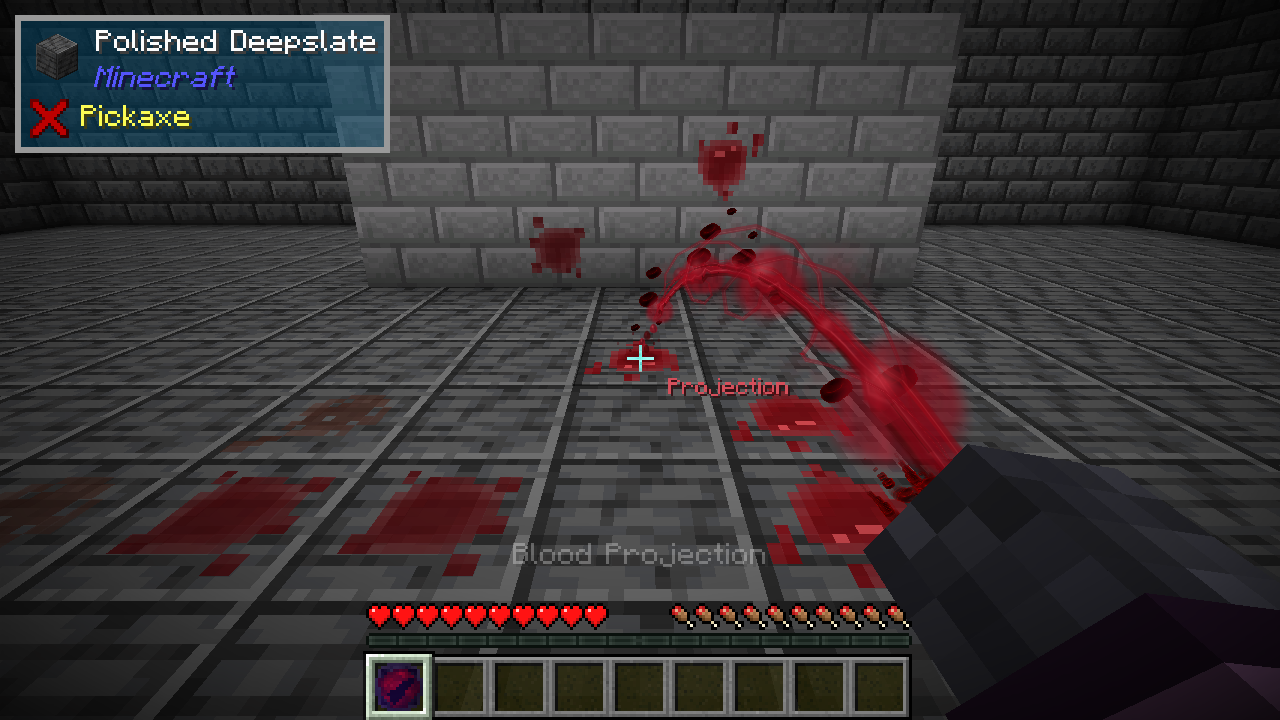 Polished Deepslate
Minecraft
Pickaxe
Projection
Blood Projection